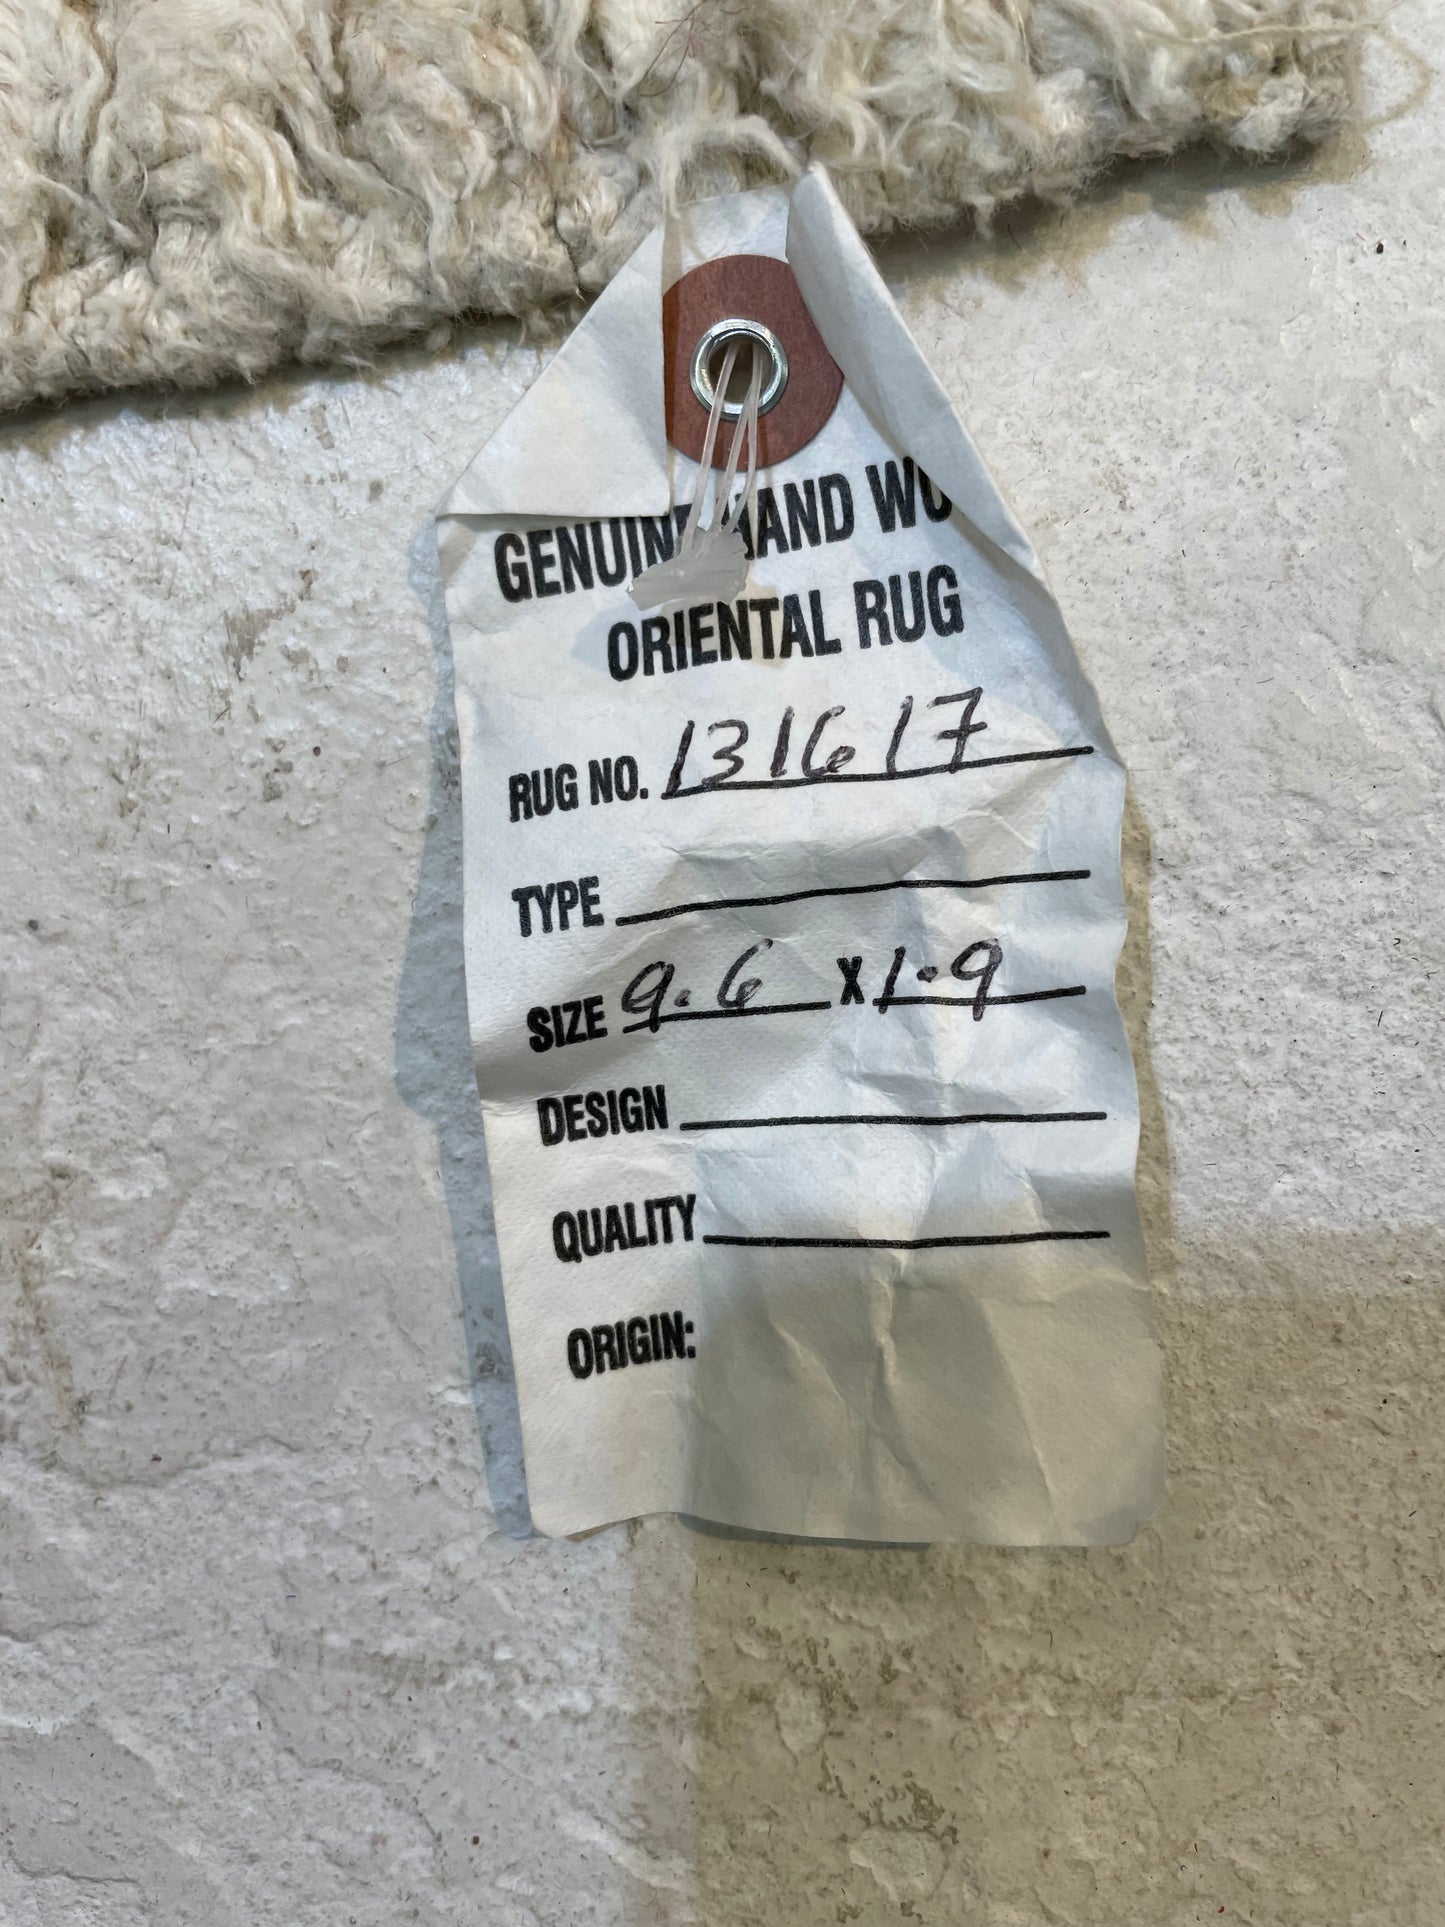 GENUINE HAND WO
ORIENTAL RUG
RUG NO. 131617
TYPE
SIZE 9.6 X 1.9
DESIGN
QUALITY
ORIGIN: